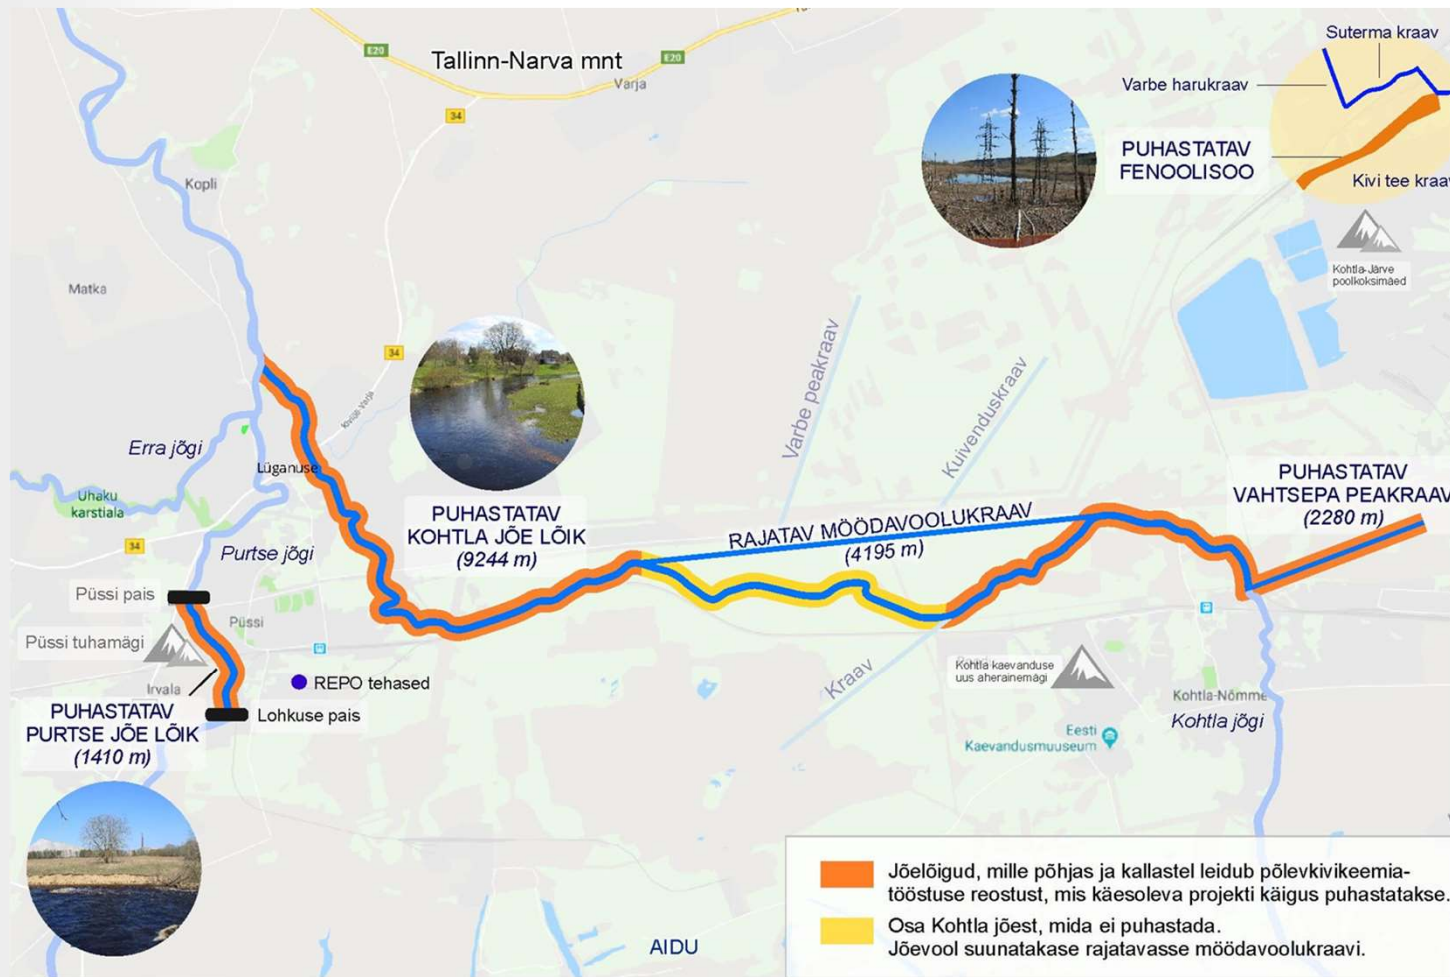 E20
Tallinn-Narva mnt
E20
Varja
34
Suterma kraav
Varbe harukraav
PUHASTATAV
FENOOLISOO
Kivi tee kraav
Kopli
Kohtla-Järve
poolkoksimäed
Matka
34
Kiviõli-Varja
Varbe peakraav
Kuivenduskraav
Erra jõgi
Lüganuse
Uhaku
karstiala
34
Purtse jõgi
PUHASTATAV
KOHTLA JÕE LÕIK
(9244 m)
RAJATAV MÖÖDAVOOLUKRAAV
(4195 m)
PUHASTATAV
VAHTSEPA PEAKRAAV
(2280 m)
Püssi pais
Püssi
Püssi tuhamägi
Irvala
REPO tehased
Lohkuse pais
PUHASTATAV
PURTSE JÕE LÕIK
(1410 m)
Kraav
Kohtla kaevanduse
uus aherainemägi
Kohtla-Nõmme
Kohtla jõgi
Eesti
Kaevandusmuuseum
AIDU
Jõelõigud, mille põhjas ja kallastel leidub põlevkivikeemia-
tööstuse reostust, mis käesoleva projekti käigus puhastatakse.
Osa Kohtla jõest, mida ei puhastada.
Jõevool suunatakase rajatavasse möödavoolukraavi.